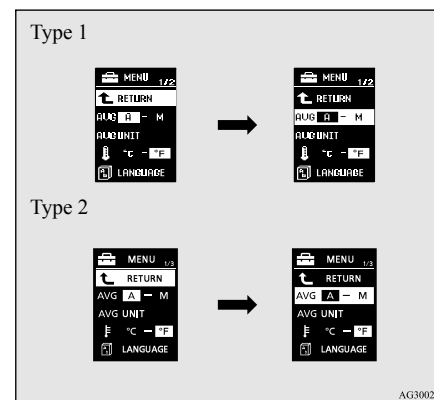 Type 1
MENU 1/2
RETURN
AVG A – M
AVG UNIT
°C – °F
LANGUAGE
MENU 1/2
RETURN
AVG A – M
AVG UNIT
°C – °F
LANGUAGE
Type 2
MENU 1/3
RETURN
AVG A – M
AVG UNIT
°C – °F
LANGUAGE
MENU 1/3
RETURN
AVG A – M
AVG UNIT
°C – °F
LANGUAGE
AG3002